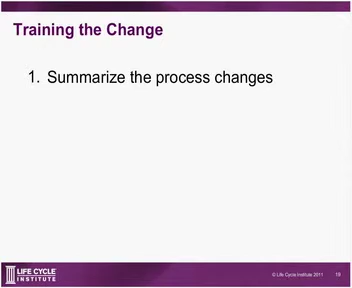 Training the Change
1. Summarize the process changes
LIFE CYCLE
INSTITUTE
© Life Cycle Institute 2011
19